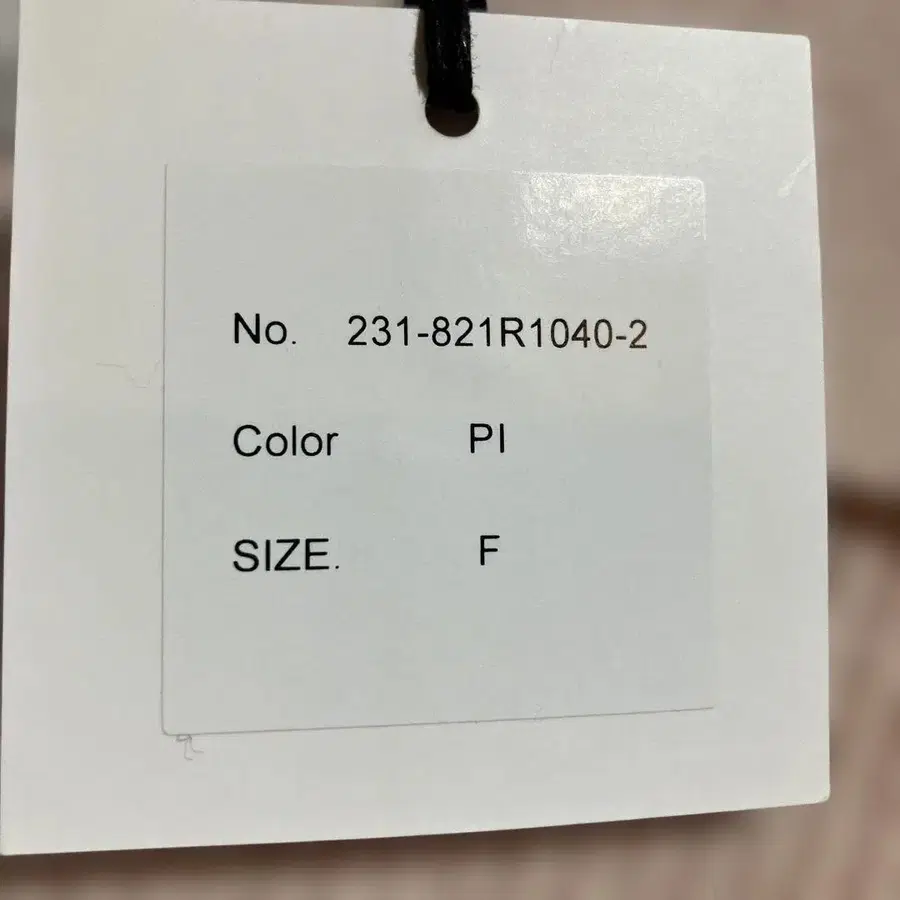 No. 231-821R1040-2
Color PI
SIZE. F